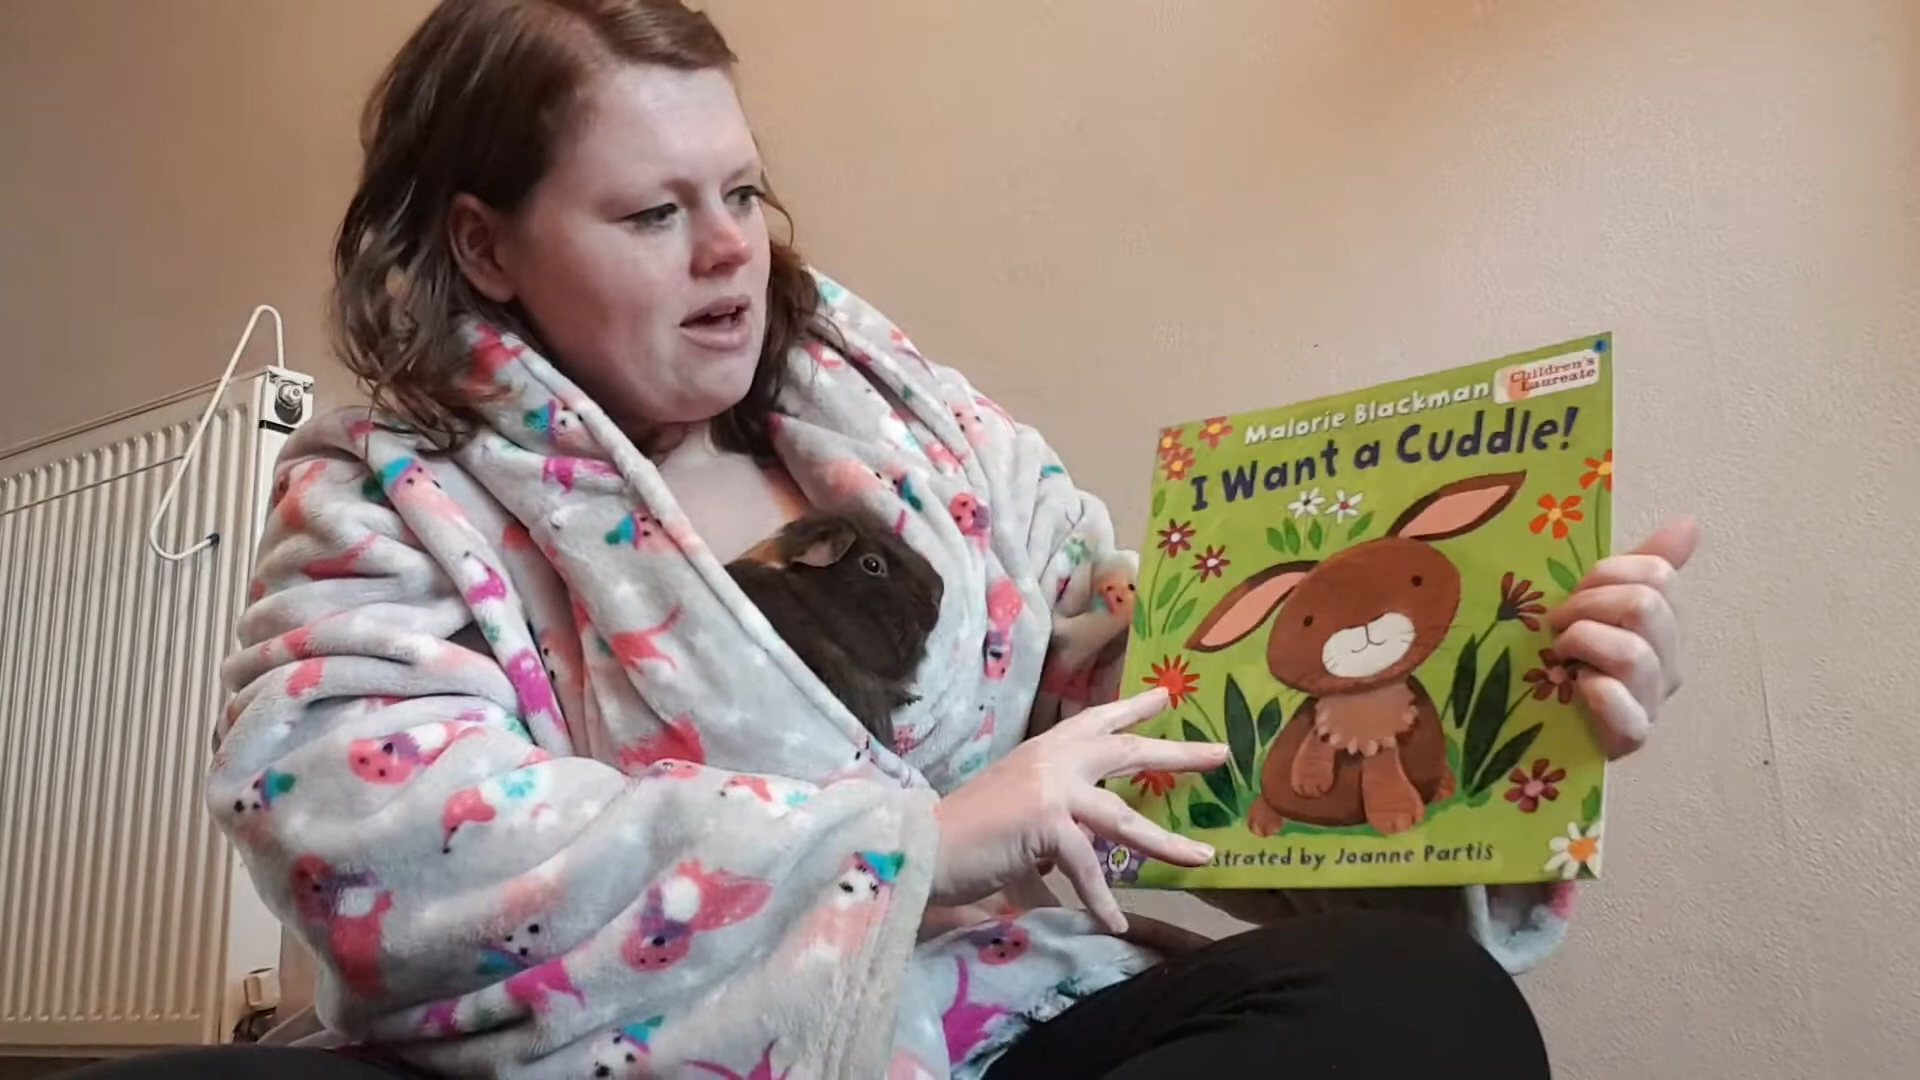 Children's
Laureate
Malorie Blackman
I Want a Cuddle!
strated by Joanne Partis